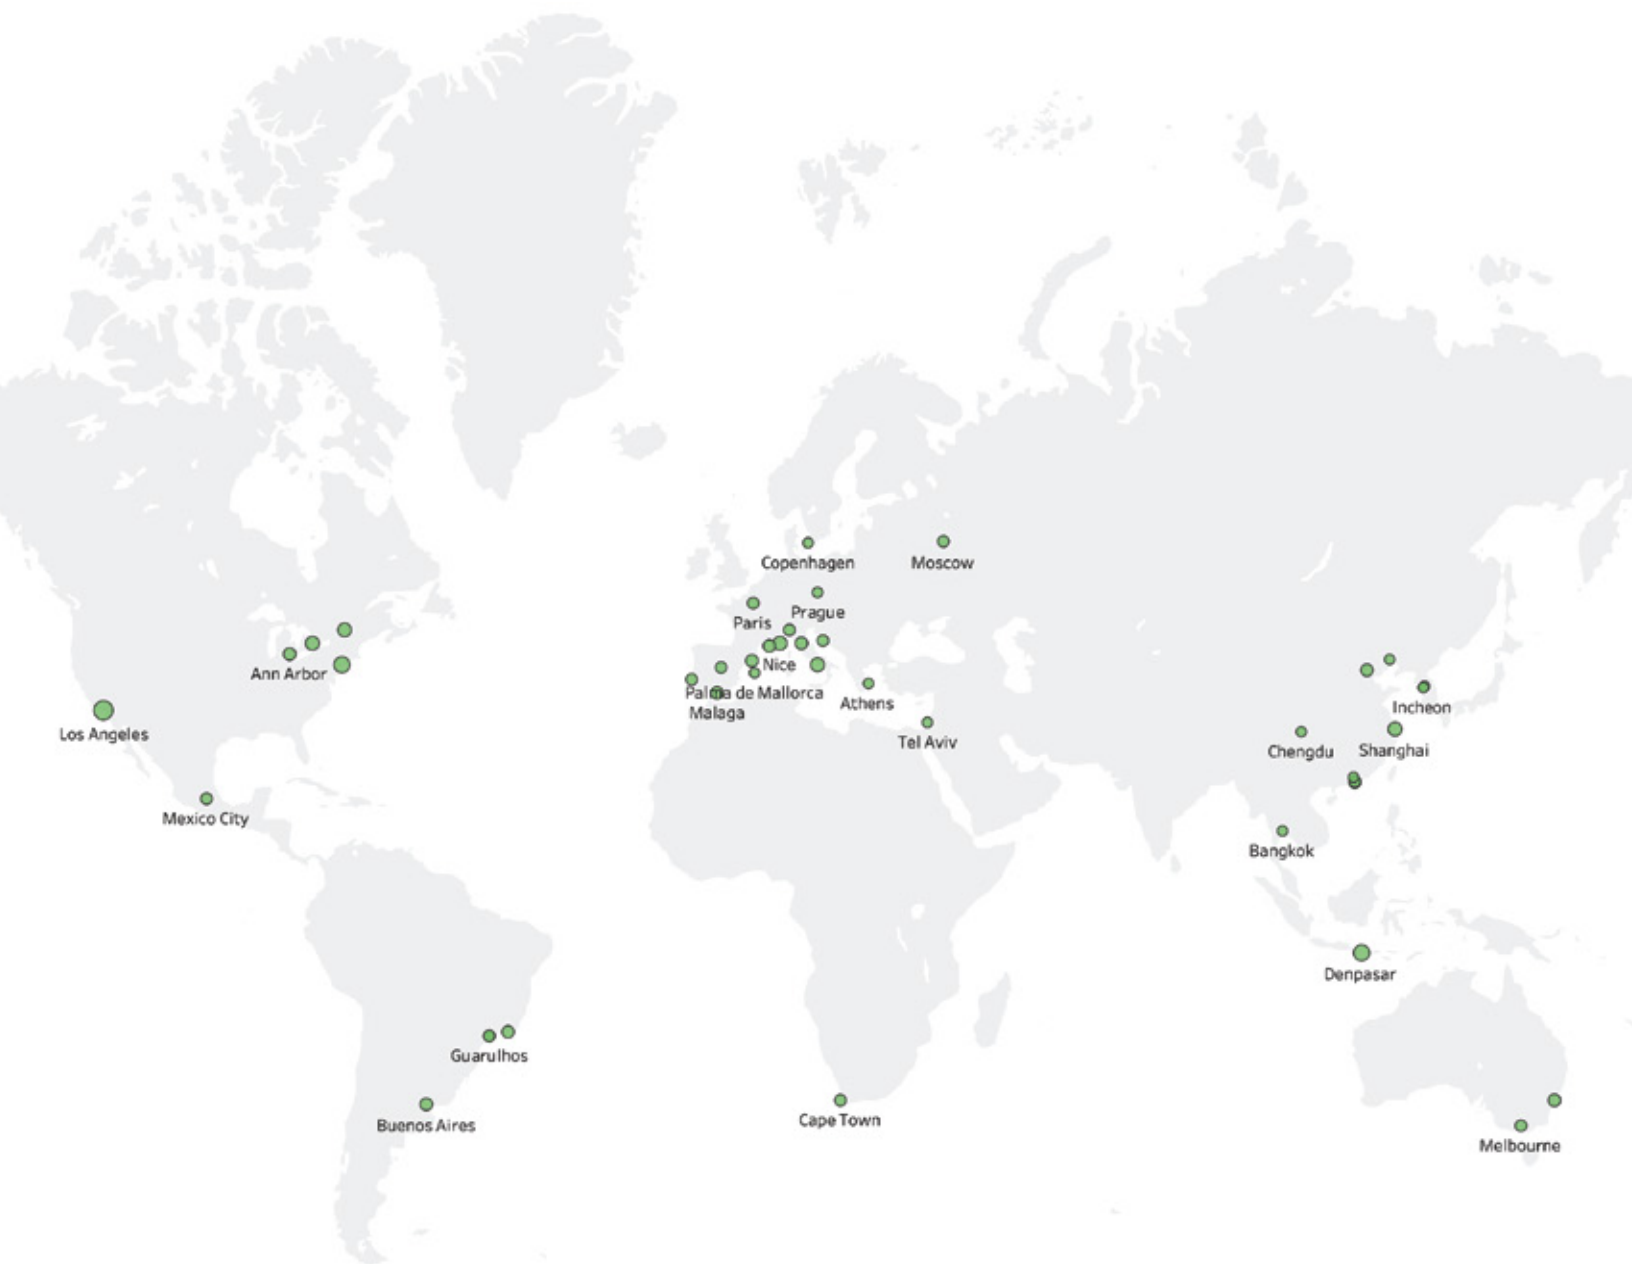 Copenhagen
Moscow
Paris
Prague
Nice
Ann Arbor
Palma de Mallorca
Athens
Malaga
Incheon
Los Angeles
Tel Aviv
Chengdu
Shanghai
Mexico City
Bangkok
Denpasar
Guarulhos
Buenos Aires
Cape Town
Melbourne